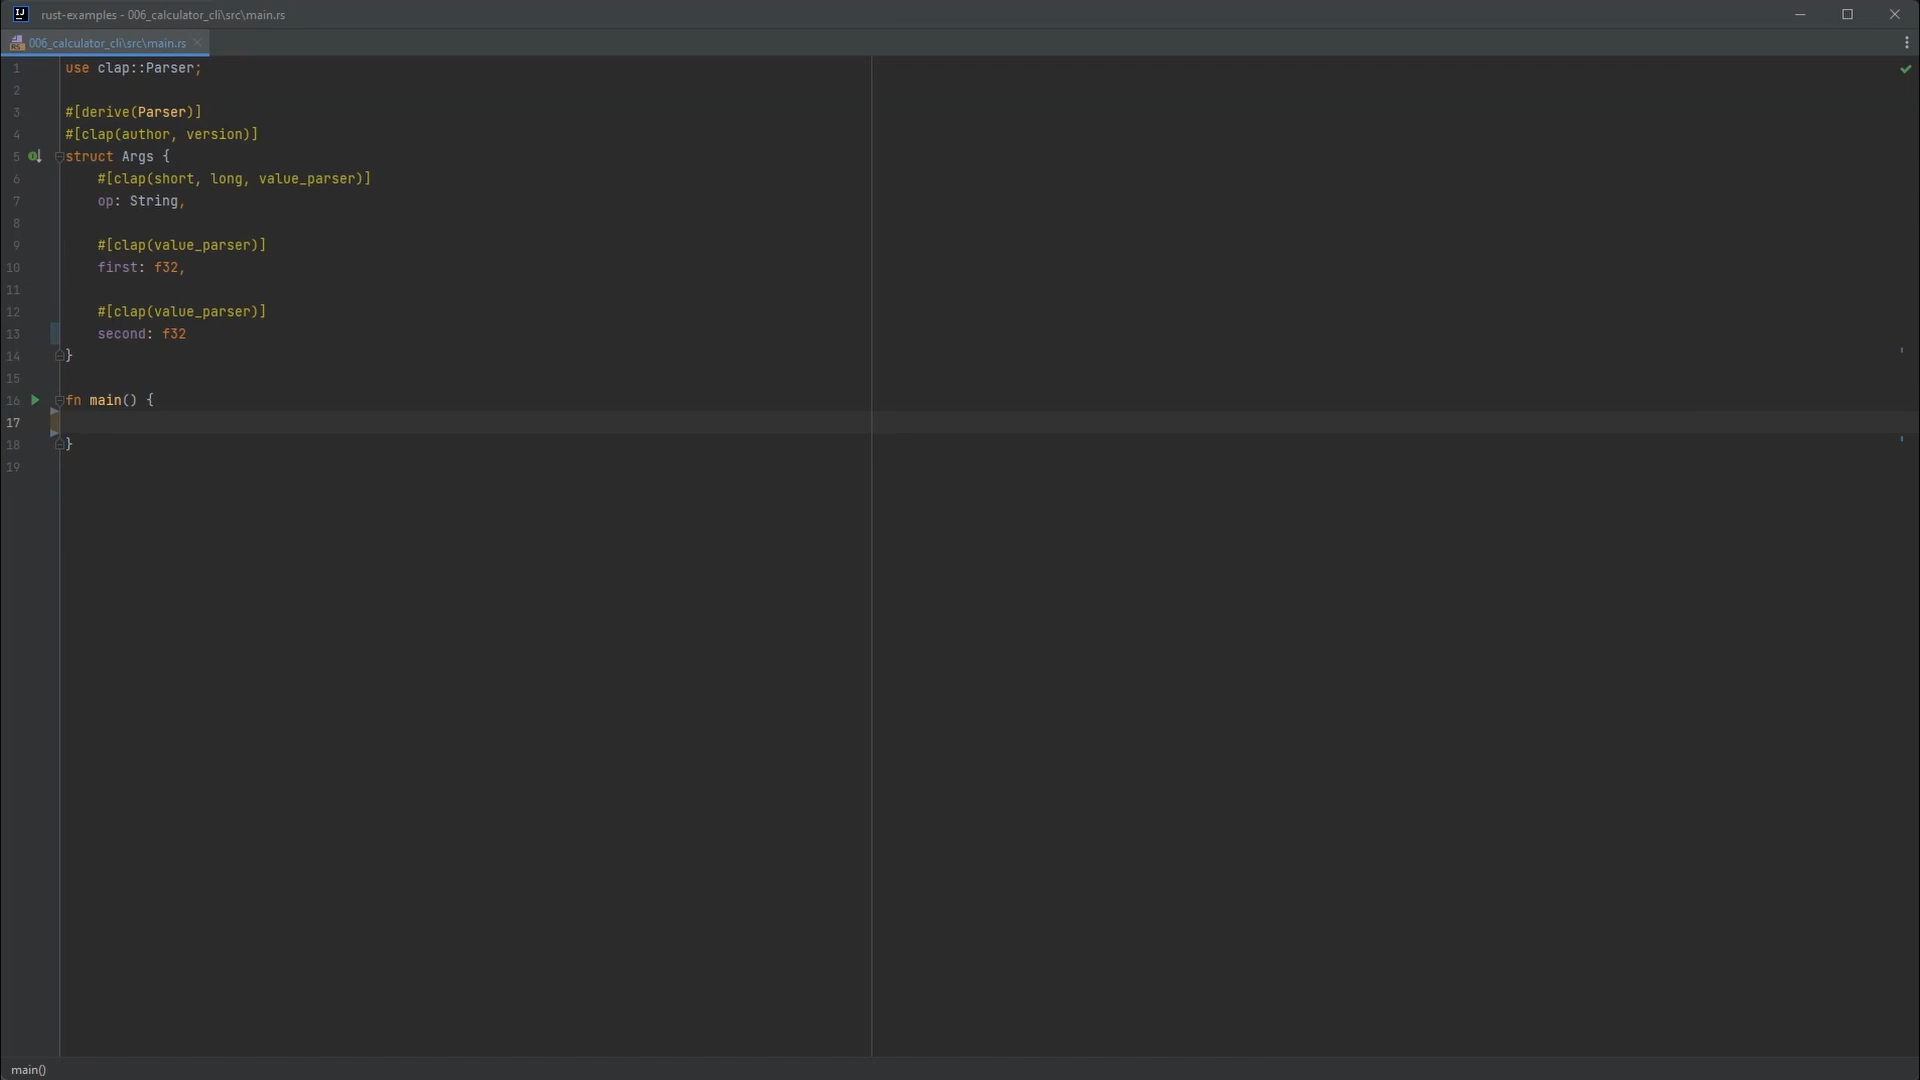 rust-examples - 006_calculator_cli\src\main.rs
006_calculator_cli\src\main.rs
1 use clap::Parser;
2
3 #[derive(Parser)]
4 #[clap(author, version)]
5 struct Args {
6     #[clap(short, long, value_parser)]
7     op: String,
8
9     #[clap(value_parser)]
10     first: f32,
11
12     #[clap(value_parser)]
13     second: f32
14 }
15
16 fn main() {
17
18 }
19
main()